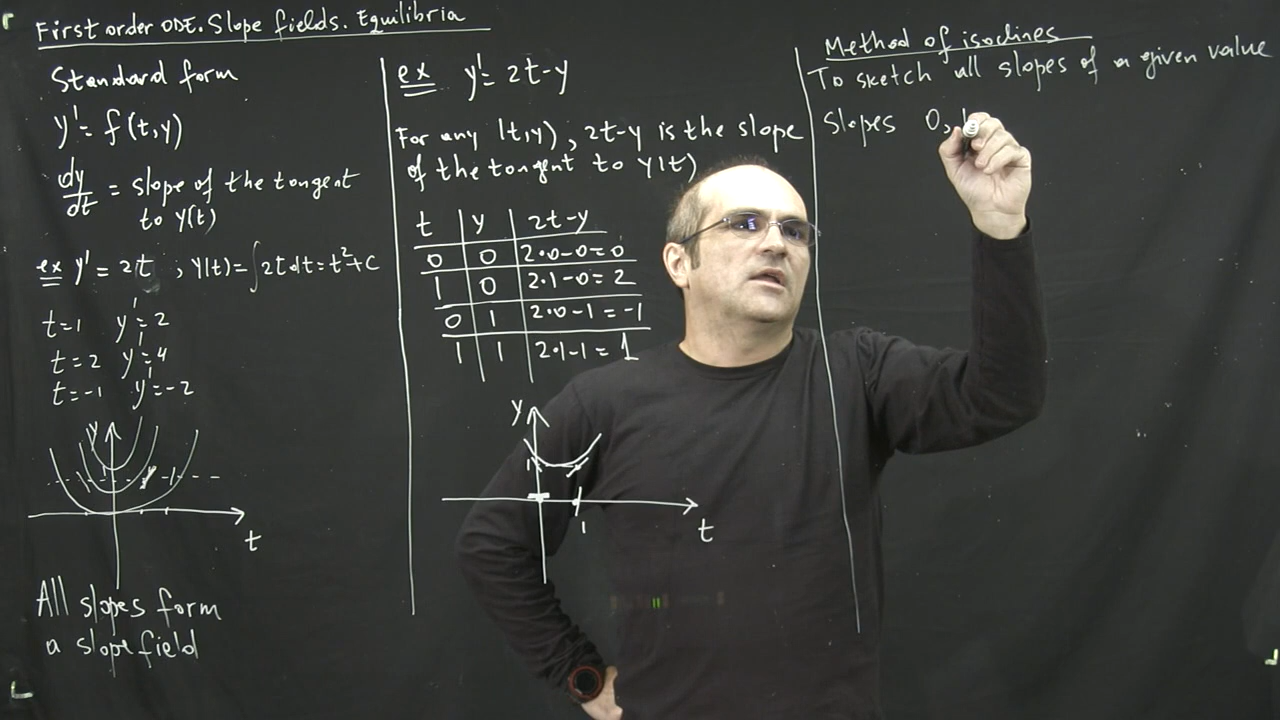 First order ODE. Slope fields. Equilibria
Standard form
y' = f(t,y)
dy/dt = slope of the tangent
to y(t)
ex y' = 2t ; y(t) = ∫2t dt = t² + C
t=1 y' = 2
t=2 y' = 4
t=-1 y' = -2
y
t
All slopes form
a slope field
ex y' = 2t-y
For any (t,y), 2t-y is the slope
of the tangent to y(t)
t y 2t-y
0 0 2·0-0=0
1 0 2·1-0=2
0 1 2·0-1=-1
1 1 2·1-1=1
y
1
1
t
Method of isoclines
To sketch all slopes of a given value
Slopes 0,